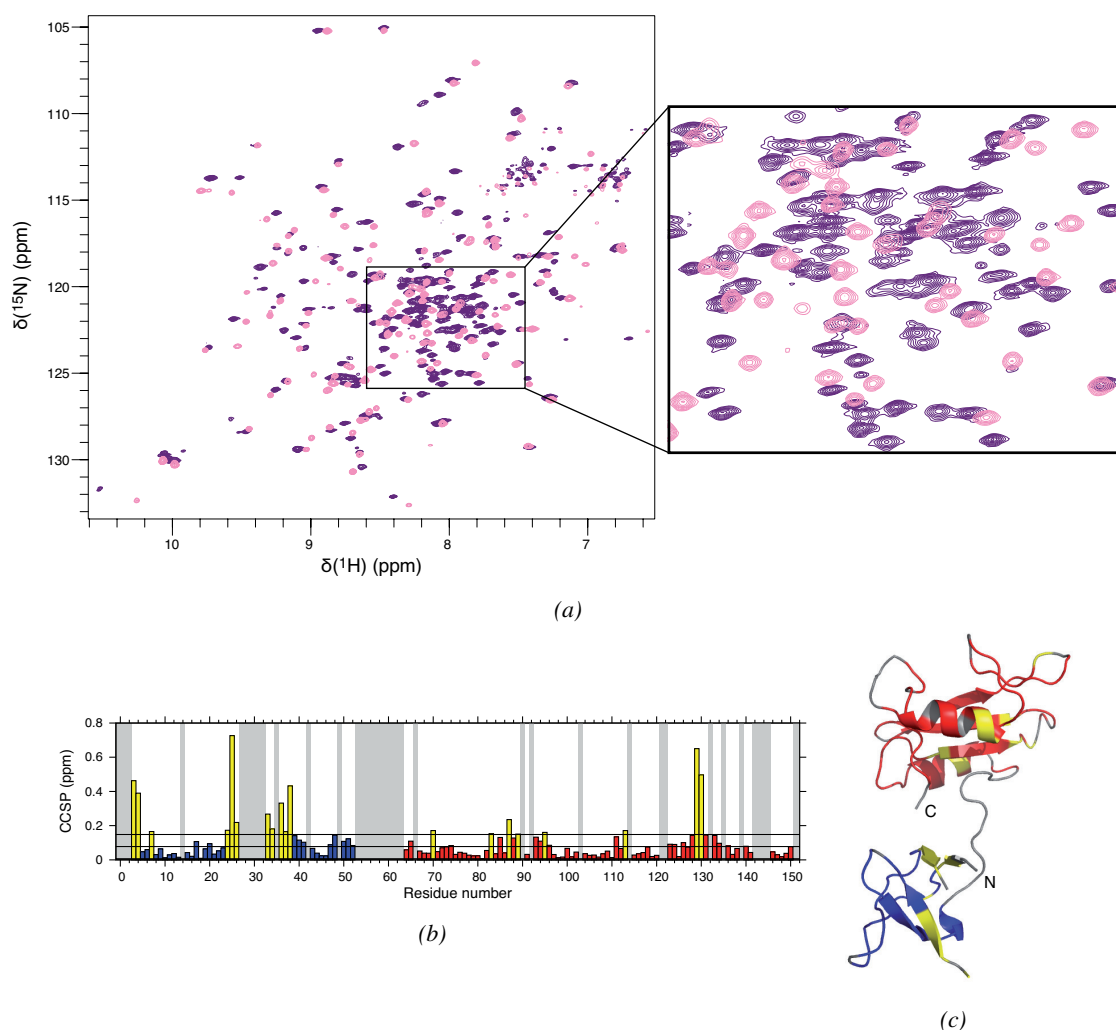 105
110
115
120
125
130
δ(¹⁵N) (ppm)
10
9
8
7
δ(¹H) (ppm)
(a)
0.8
0.6
0.4
0.2
0
CCSP (ppm)
0 10 20 30 40 50 60 70 80 90 100 110 120 130 140 150
Residue number
(b)
C
N
(c)